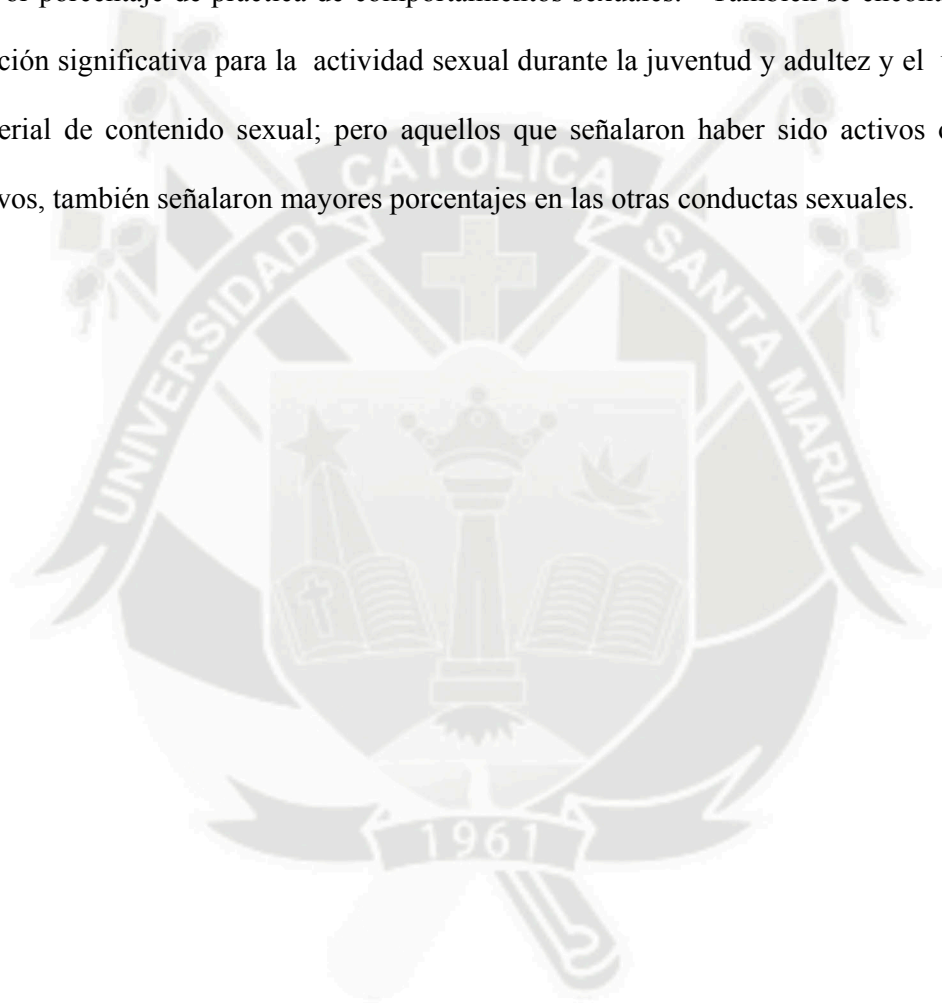 or porcentaje de práctica de comportamientos sexuales. También se encont
ción significativa para la actividad sexual durante la juventud y adultez y el
erial de contenido sexual; pero aquellos que señalaron haber sido activos
vos, también señalaron mayores porcentajes en las otras conductas sexuales.
UNIVERSIDAD CATOLICA SANTA MARIA
1961